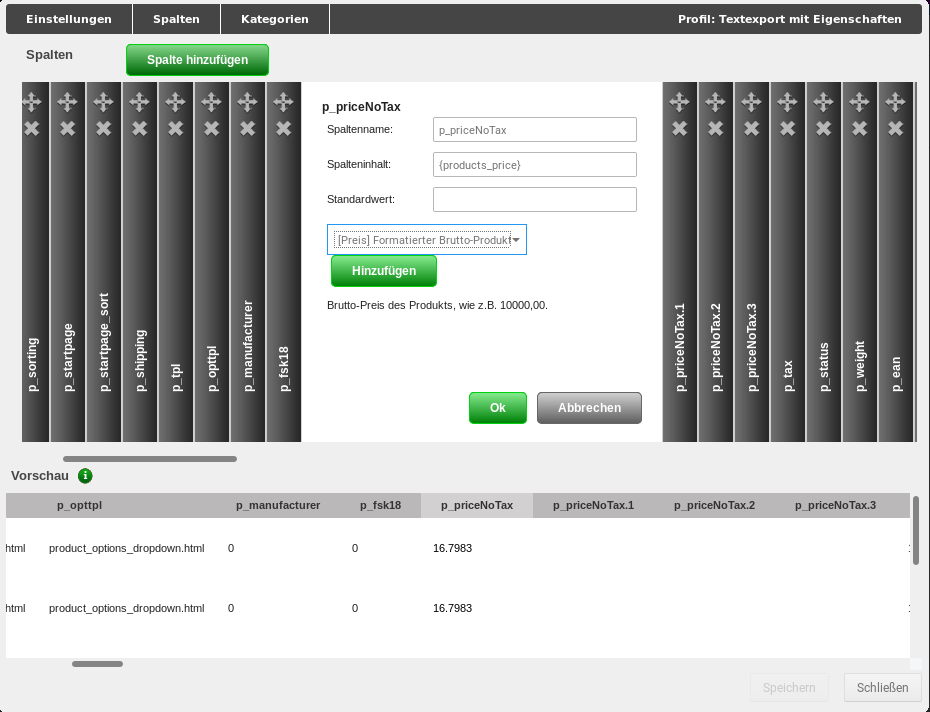 Einstellungen Spalten Kategorien Profil: Textexport mit Eigenschaften
Spalten Spalte hinzufügen
p_sorting
p_startpage
p_startpage_sort
p_shipping
p_tpl
p_opttpl
p_manufacturer
p_fsk18
p_priceNoTax
Spaltenname: p_priceNoTax
Spalteninhalt: {products_price}
Standardwert:
[Preis] Formatierter Brutto-Produkt
Hinzufügen
Brutto-Preis des Produkts, wie z.B. 10000,00.
Ok Abbrechen
p_priceNoTax.1
p_priceNoTax.2
p_priceNoTax.3
p_tax
p_status
p_weight
p_ean
Vorschau i
p_opttpl p_manufacturer p_fsk18 p_priceNoTax p_priceNoTax.1 p_priceNoTax.2 p_priceNoTax.3
html product_options_dropdown.html 0 0 16.7983
html product_options_dropdown.html 0 0 16.7983
Speichern Schließen